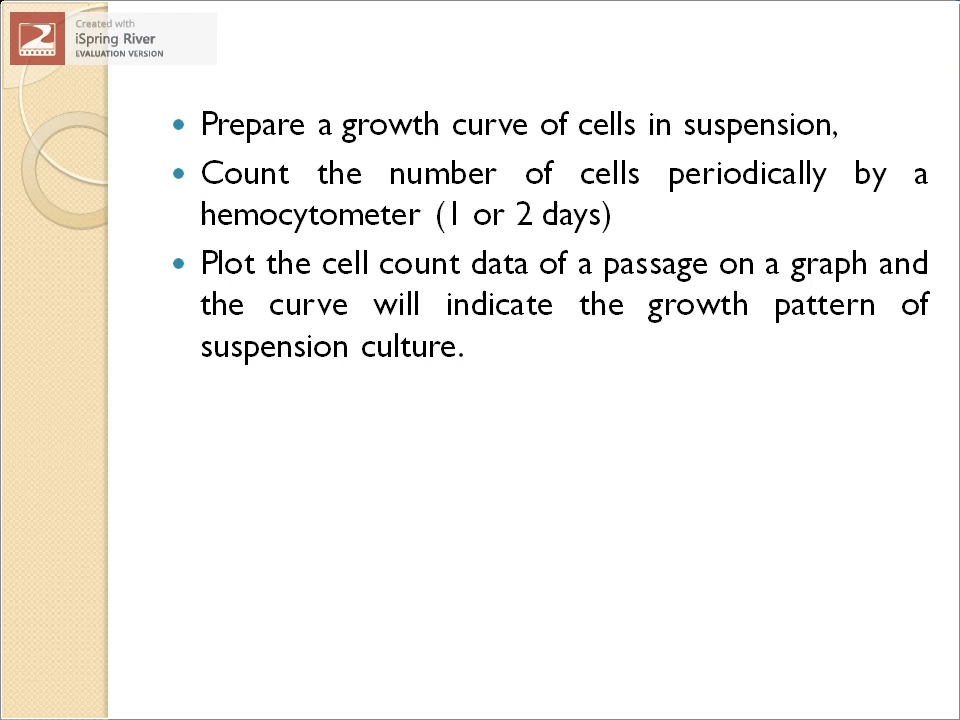 Created with
iSpring River
EVALUATION VERSION
• Prepare a growth curve of cells in suspension,
• Count the number of cells periodically by a
hemocytometer (1 or 2 days)
• Plot the cell count data of a passage on a graph and
the curve will indicate the growth pattern of
suspension culture.